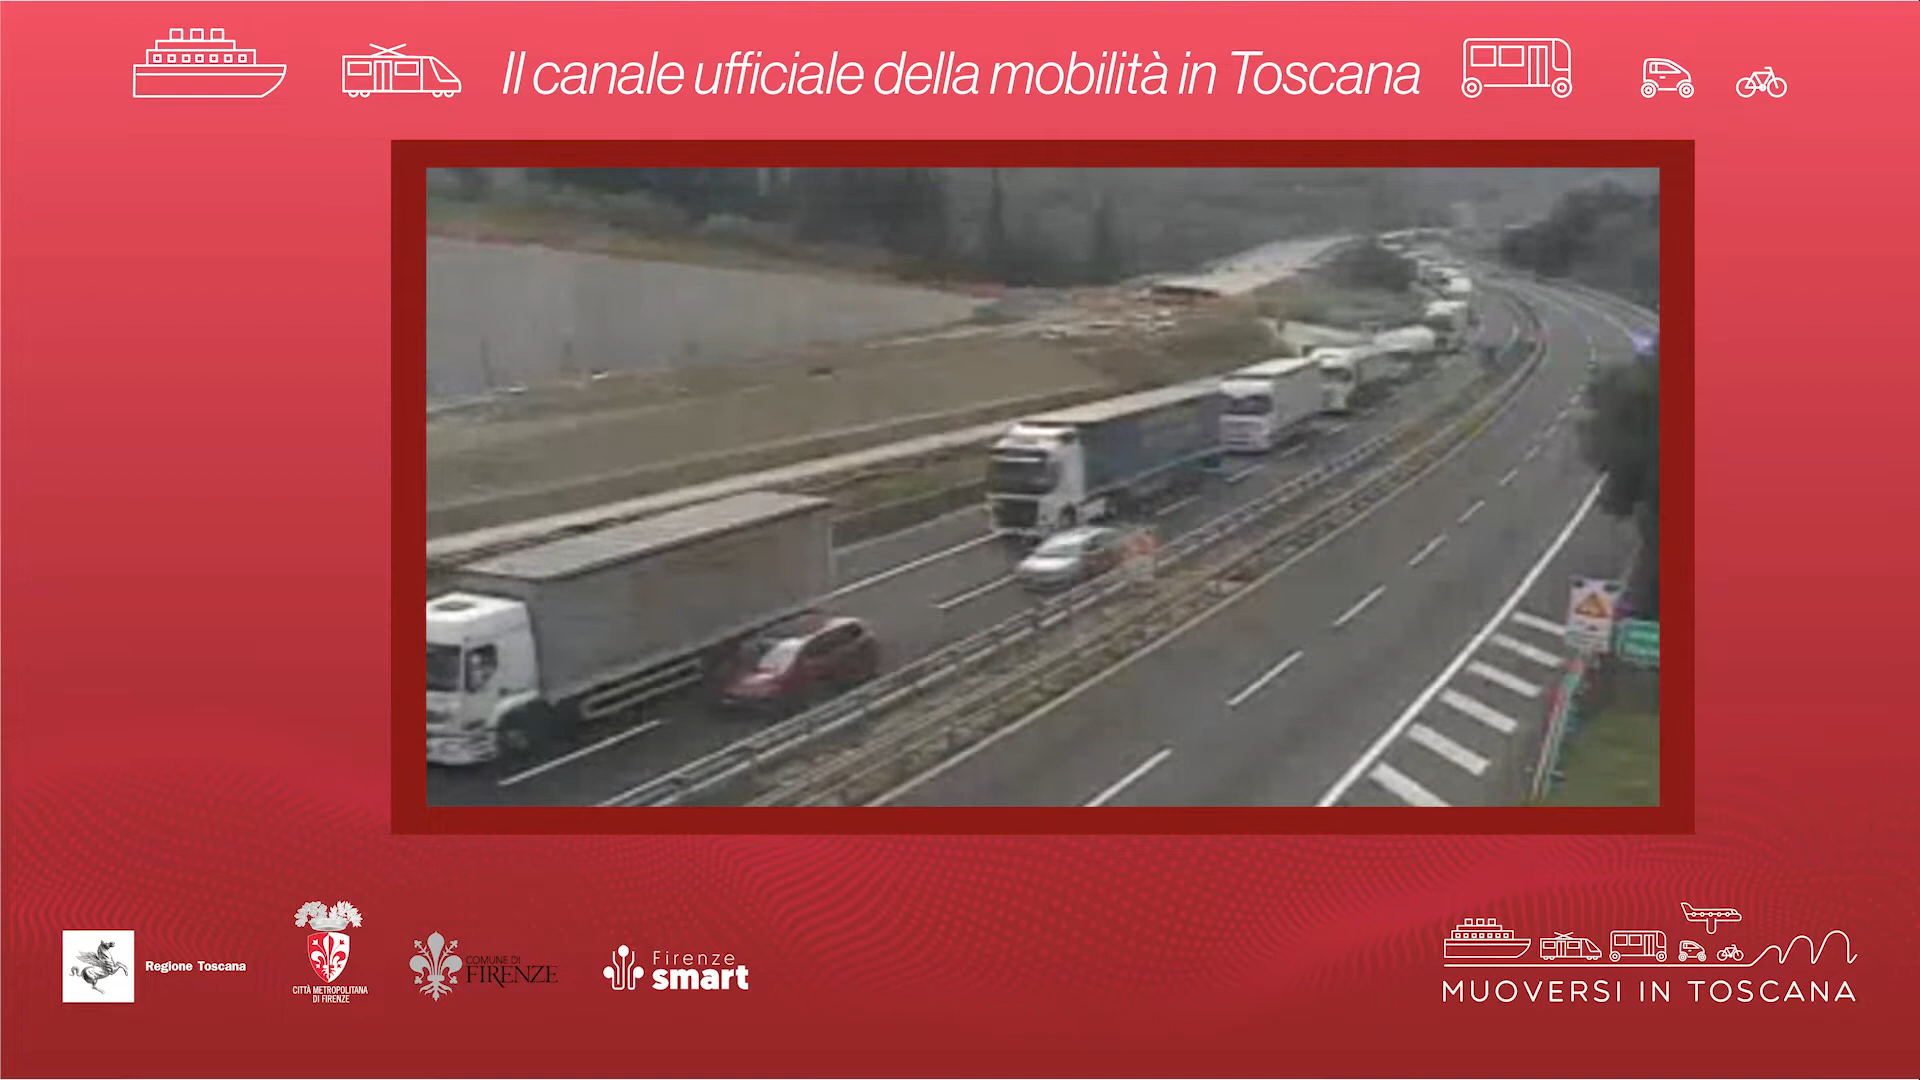 Il canale ufficiale della mobilità in Toscana
Regione Toscana
CITTÀ METROPOLITANA
DI FIRENZE
COMUNE DI
FIRENZE
Firenze
smart
MUOVERSI IN TOSCANA